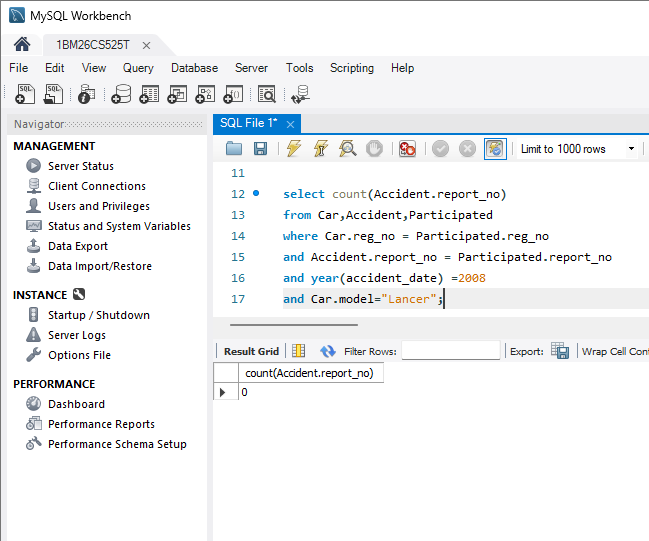 MySQL Workbench
1BM26CS525T ×
File Edit View Query Database Server Tools Scripting Help
Navigator
MANAGEMENT
Server Status
Client Connections
Users and Privileges
Status and System Variables
Data Export
Data Import/Restore
INSTANCE
Startup / Shutdown
Server Logs
Options File
PERFORMANCE
Dashboard
Performance Reports
Performance Schema Setup
SQL File 1* ×
Limit to 1000 rows
11
12 select count(Accident.report_no)
13 from Car,Accident,Participated
14 where Car.reg_no = Participated.reg_no
15 and Accident.report_no = Participated.report_no
16 and year(accident_date) =2008
17 and Car.model="Lancer";
Result Grid Filter Rows: Export: Wrap Cell Cont
count(Accident.report_no)
0